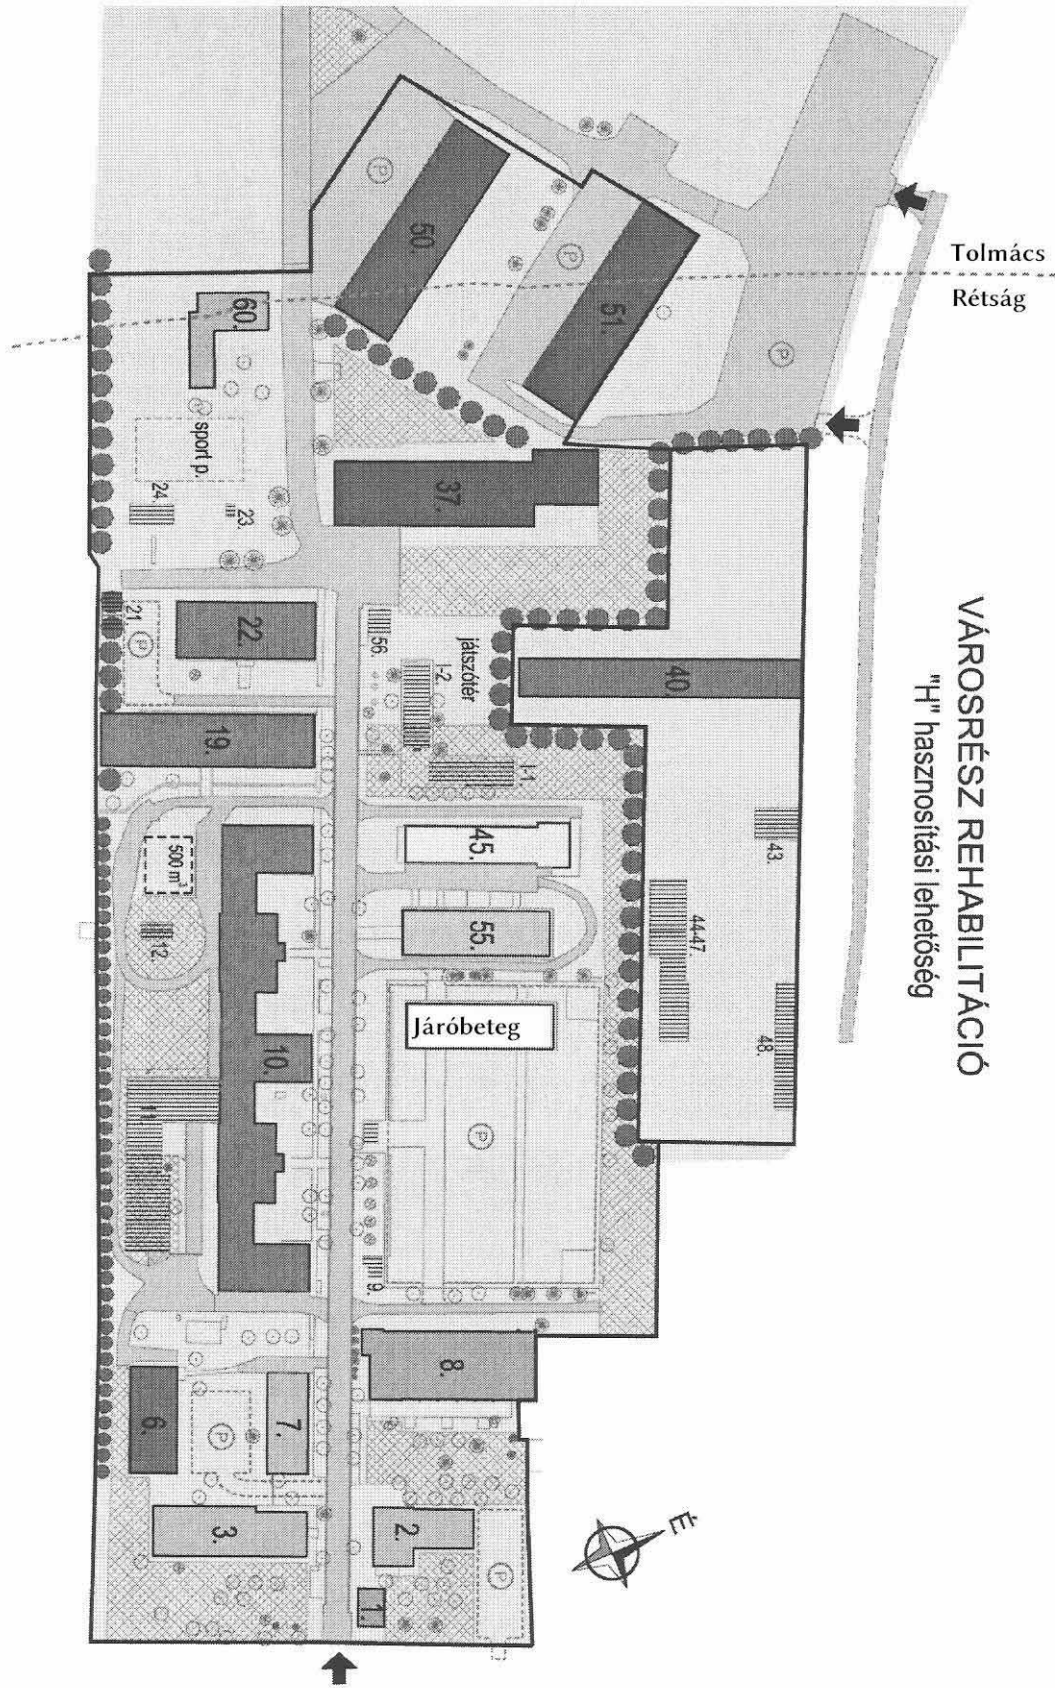 VÁROSRÉSZ REHABILITÁCIÓ
"H" hasznosítási lehetőség
Tolmács
Rétság
É
P
50.
P
51.
P
60.
sport p.
24.
23.
37.
21.
P
22.
56.
I-2.
játszótér
40
19.
I-1.
43.
500 m³
12.
45.
55.
44-47.
48.
Járóbeteg
10.
11.
P
9.
8.
6.
P
7.
3.
2.
P
1.